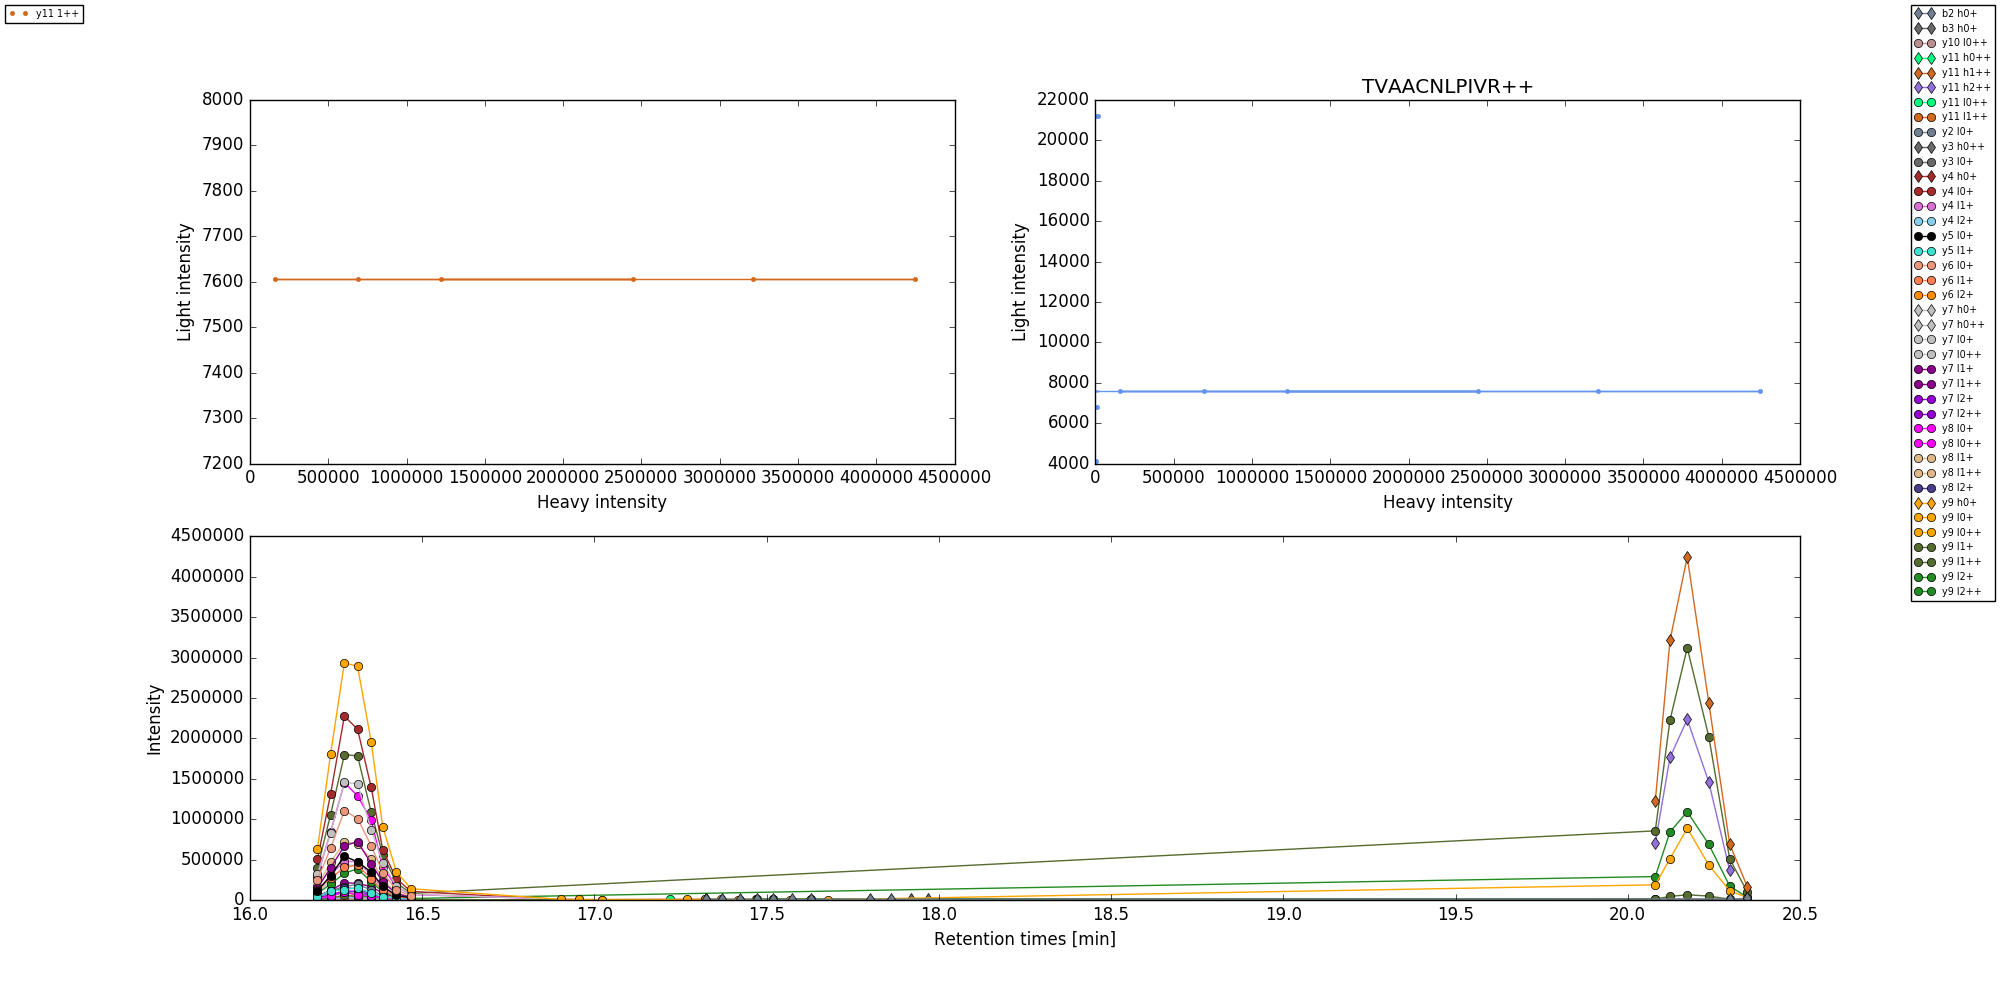 y11 1++
TVAACNLPIVR++
8000
7900
7800
7700
7600
7500
7400
7300
7200
Light intensity
0 500000 1000000 1500000 2000000 2500000 3000000 3500000 4000000 4500000
Heavy intensity
22000
20000
18000
16000
14000
12000
10000
8000
6000
4000
Light intensity
0 500000 1000000 1500000 2000000 2500000 3000000 3500000 4000000 4500000
Heavy intensity
4500000
4000000
3500000
3000000
2500000
2000000
1500000
1000000
500000
0
Intensity
16.0 16.5 17.0 17.5 18.0 18.5 19.0 19.5 20.0 20.5
Retention times [min]
b2 h0+
b3 h0+
y10 l0++
y11 h0++
y11 h1++
y11 h2++
y11 l0++
y11 l1++
y2 l0+
y3 h0++
y3 l0+
y4 h0+
y4 l0+
y4 l1+
y4 l2+
y5 l0+
y5 l1+
y6 l0+
y6 l1+
y6 l2+
y7 h0+
y7 h0++
y7 l0+
y7 l0++
y7 l1+
y7 l1++
y7 l2+
y7 l2++
y8 l0+
y8 l0++
y8 l1+
y8 l1++
y8 l2+
y9 h0+
y9 l0+
y9 l0++
y9 l1+
y9 l1++
y9 l2+
y9 l2++